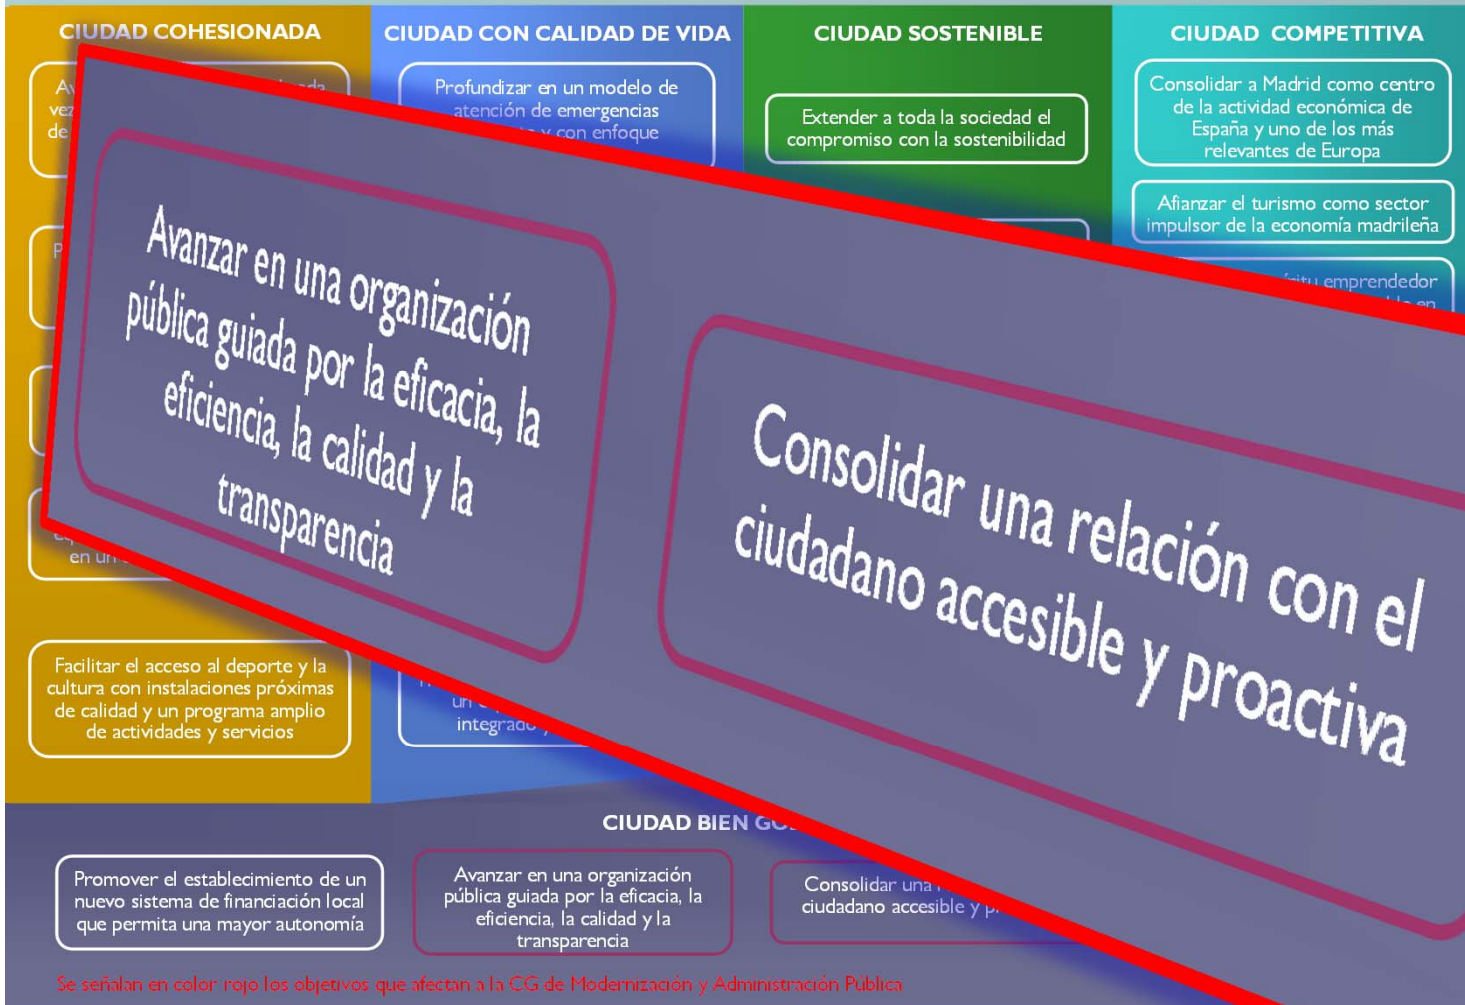 CIUDAD COHESIONADA
Facilitar el acceso al deporte y la
cultura con instalaciones próximas
de calidad y un programa amplio
de actividades y servicios
CIUDAD CON CALIDAD DE VIDA
Profundizar en un modelo de
atención de emergencias
y con enfoque
CIUDAD SOSTENIBLE
Extender a toda la sociedad el
compromiso con la sostenibilidad
CIUDAD COMPETITIVA
Consolidar a Madrid como centro
de la actividad económica de
España y uno de los más
relevantes de Europa
Afianzar el turismo como sector
impulsor de la economía madrileña
emprendedor
en
Avanzar en una organización
pública guiada por la eficacia, la
eficiencia, la calidad y la
transparencia
Consolidar una relación con el
ciudadano accesible y proactiva
en un
CIUDAD BIEN
Promover el establecimiento de un
nuevo sistema de financiación local
que permita una mayor autonomía
Avanzar en una organización
pública guiada por la eficacia, la
eficiencia, la calidad y la
transparencia
Consolidar una
ciudadano accesible y
Se señalan en color rojo los objetivos que afectan a la CG de Modernización y Administración Pública